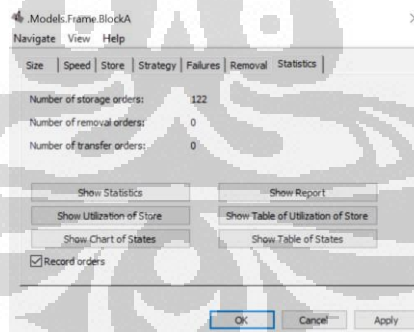 .Models.Frame.BlockA
Navigate View Help
Size Speed Store Strategy Failures Removal Statistics
Number of storage orders: 122
Number of removal orders: 0
Number of transfer orders: 0
Show Statistics Show Report
Show Utilization of Store Show Table of Utilization of Store
Show Chart of States Show Table of States
Record orders
OK Cancel Apply